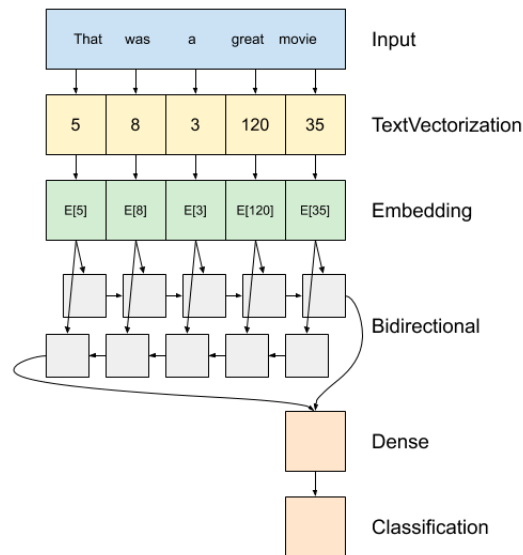 That was a great movie Input
5 8 3 120 35 TextVectorization
E[5] E[8] E[3] E[120] E[35] Embedding
Bidirectional
Dense
Classification